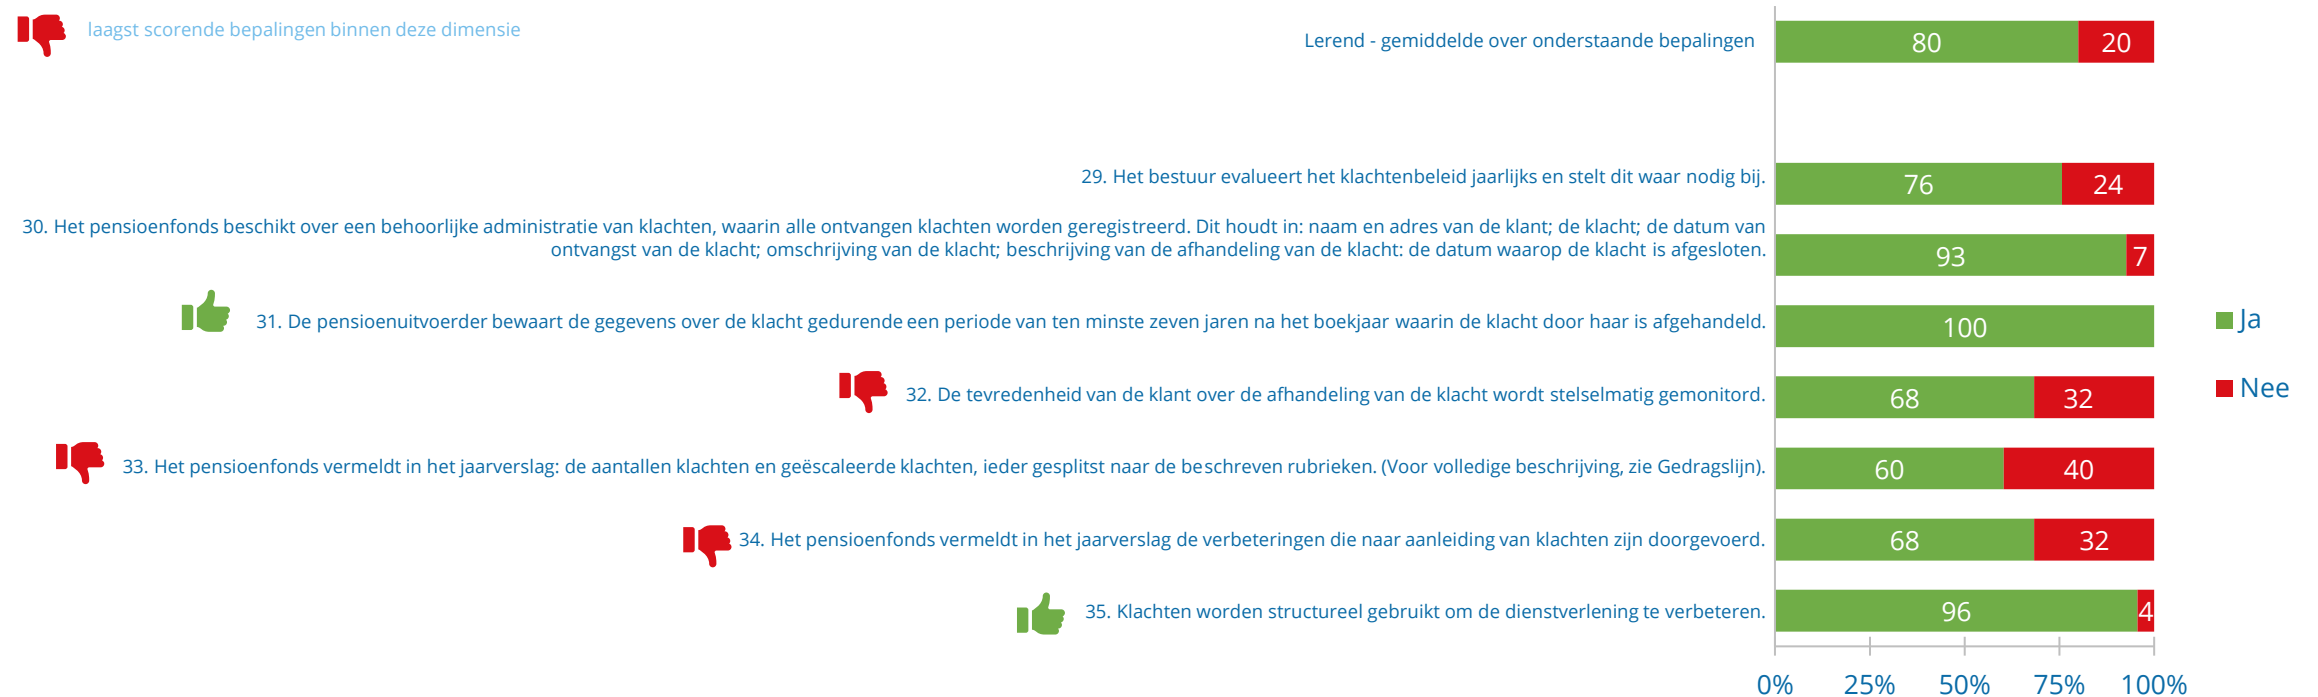 laagst scorende bepalingen binnen deze dimensie
Lerend - gemiddelde over onderstaande bepalingen
80 20
29. Het bestuur evalueert het klachtenbeleid jaarlijks en stelt dit waar nodig bij.
76 24
30. Het pensioenfonds beschikt over een behoorlijke administratie van klachten, waarin alle ontvangen klachten worden geregistreerd. Dit houdt in: naam en adres van de klant; de klacht; de datum van
ontvangst van de klacht; omschrijving van de klacht; beschrijving van de afhandeling van de klacht: de datum waarop de klacht is afgesloten.
93 7
31. De pensioenuitvoerder bewaart de gegevens over de klacht gedurende een periode van ten minste zeven jaren na het boekjaar waarin de klacht door haar is afgehandeld.
100
32. De tevredenheid van de klant over de afhandeling van de klacht wordt stelselmatig gemonitord.
68 32
33. Het pensioenfonds vermeldt in het jaarverslag: de aantallen klachten en geëscaleerde klachten, ieder gesplitst naar de beschreven rubrieken. (Voor volledige beschrijving, zie Gedragslijn).
60 40
34. Het pensioenfonds vermeldt in het jaarverslag de verbeteringen die naar aanleiding van klachten zijn doorgevoerd.
68 32
35. Klachten worden structureel gebruikt om de dienstverlening te verbeteren.
96 4
0% 25% 50% 75% 100%
Ja
Nee